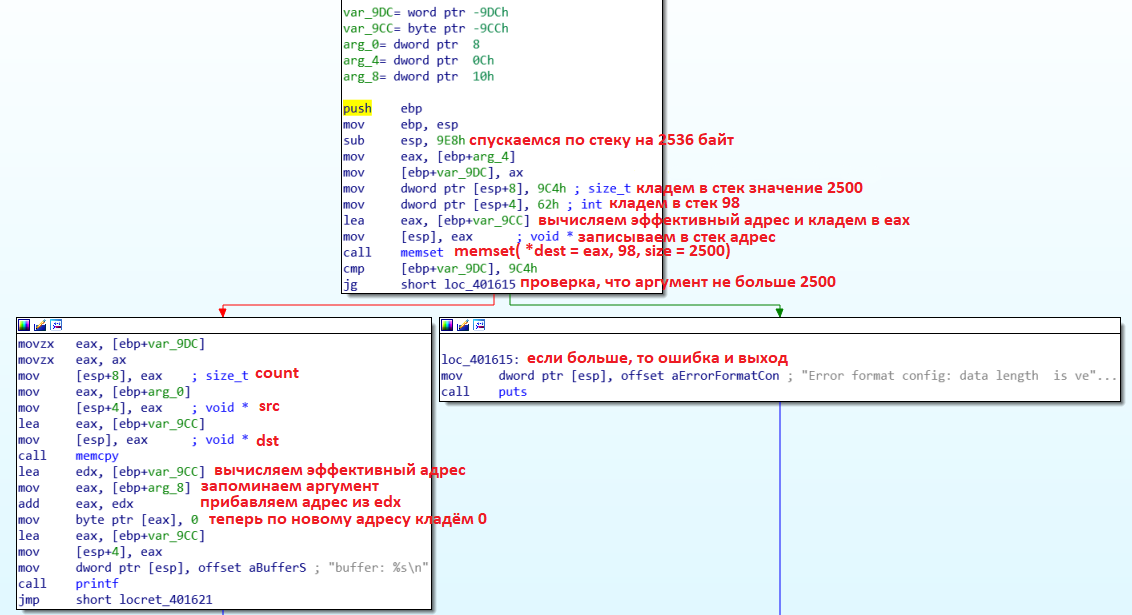 var_9DC= word ptr -9DCh
var_9CC= byte ptr -9CCh
arg_0= dword ptr  8
arg_4= dword ptr  0Ch
arg_8= dword ptr  10h
push    ebp
mov     ebp, esp
sub     esp, 9E8h спускаемся по стеку на 2536 байт
mov     eax, [ebp+arg_4]
mov     [ebp+var_9DC], ax
mov     dword ptr [esp+8], 9C4h ; size_t кладем в стек значение 2500
mov     dword ptr [esp+4], 62h ; int кладем в стек 98
lea     eax, [ebp+var_9CC] вычисляем эффективный адрес и кладем в еах
mov     [esp], eax      ; void * записываем в стек адрес
call    memset memset( *dest = eax, 98, size = 2500)
cmp     [ebp+var_9DC], 9C4h
jg      short loc_401615 проверка, что аргумент не больше 2500
movzx   eax, [ebp+var_9DC]
movzx   eax, ax
mov     [esp+8], eax    ; size_t count
mov     eax, [ebp+arg_0]
mov     [esp+4], eax    ; void * src
lea     eax, [ebp+var_9CC]
mov     [esp], eax      ; void * dst
call    memcpy
lea     edx, [ebp+var_9CC] вычисляем эффективный адрес
mov     eax, [ebp+arg_8] запоминаем аргумент
add     eax, edx прибавляем адрес из edx
mov     byte ptr [eax], 0 теперь по новому адресу кладём 0
lea     eax, [ebp+var_9CC]
mov     [esp+4], eax
mov     dword ptr [esp], offset aBufferS ; "buffer: %s\n"
call    printf
jmp     short locret_401621
loc_401615: если больше, то ошибка и выход
mov     dword ptr [esp], offset aErrorFormatCon ; "Error format config: data length  is ve"...
call    puts